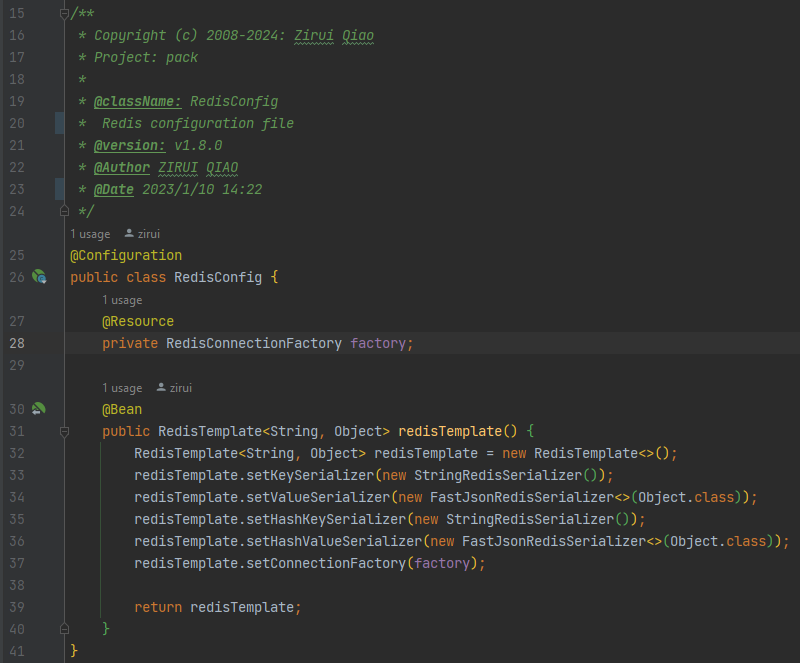 15 /**
16 * Copyright (c) 2008-2024: Zirui Qiao
17 * Project: pack
18 *
19 * @className: RedisConfig
20 *  Redis configuration file
21 * @version: v1.8.0
22 * @Author ZIRUI QIAO
23 * @Date 2023/1/10 14:22
24 */
1 usage zirui
25 @Configuration
26 public class RedisConfig {
1 usage
27 @Resource
28 private RedisConnectionFactory factory;
29
1 usage zirui
30 @Bean
31 public RedisTemplate<String, Object> redisTemplate() {
32 RedisTemplate<String, Object> redisTemplate = new RedisTemplate<>();
33 redisTemplate.setKeySerializer(new StringRedisSerializer());
34 redisTemplate.setValueSerializer(new FastJsonRedisSerializer<>(Object.class));
35 redisTemplate.setHashKeySerializer(new StringRedisSerializer());
36 redisTemplate.setHashValueSerializer(new FastJsonRedisSerializer<>(Object.class));
37 redisTemplate.setConnectionFactory(factory);
38
39 return redisTemplate;
40 }
41 }